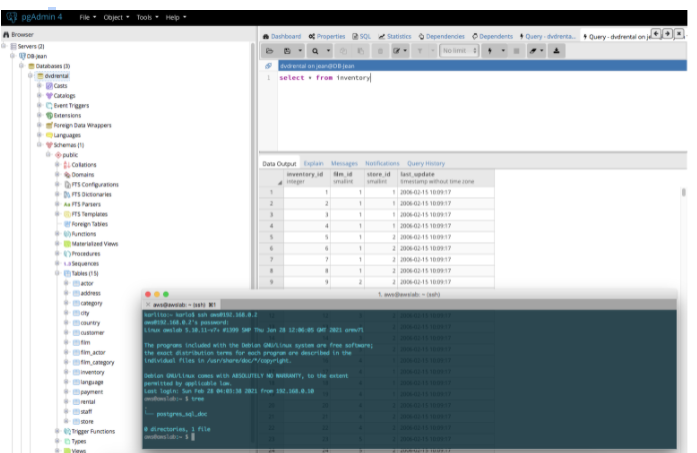 pgAdmin 4 File Object Tools Help
Browser
Dashboard Properties SQL Statistics Dependencies Dependents Query - dvdrenta... Query - dvdrental on je
Servers (2)
DB-jean
Databases (3)
dvdrental
Casts
Catalogs
Event Triggers
Extensions
Foreign Data Wrappers
Languages
Schemas (1)
public
Collations
Domains
FTS Configurations
FTS Dictionaries
FTS Parsers
FTS Templates
Foreign Tables
Functions
Materialized Views
Procedures
1..3 Sequences
Tables (15)
actor
address
category
city
country
customer
film
film_actor
film_category
inventory
language
payment
rental
staff
store
Trigger Functions
Types
Views
No limit
dvdrental on jean@DB-jean
1 select * from inventory
Data Output Explain Messages Notifications Query History
inventory_id film_id store_id last_update
integer smallint smallint timestamp without time zone
1 1 1 1 2006-02-15 10:09:17
2 2 1 1 2006-02-15 10:09:17
3 3 1 1 2006-02-15 10:09:17
4 4 1 1 2006-02-15 10:09:17
5 5 1 2 2006-02-15 10:09:17
6 6 1 2 2006-02-15 10:09:17
7 7 1 2 2006-02-15 10:09:17
8 8 1 2 2006-02-15 10:09:17
9 9 2 2 2006-02-15 10:09:17
1. awo@awolab: ~ (ssh)
awo@awolab: ~ (ssh) ⌘1
karlito:~ karlo$ ssh awo@192.168.0.2
awo@192.168.0.2's password:
Linux awolab 5.10.11-v7+ #1399 SMP Thu Jan 28 12:06:05 GMT 2021 armv7l
The programs included with the Debian GNU/Linux system are free software;
the exact distribution terms for each program are described in the
individual files in /usr/share/doc/*/copyright.
Debian GNU/Linux comes with ABSOLUTELY NO WARRANTY, to the extent
permitted by applicable law.
Last login: Sun Feb 28 04:03:38 2021 from 192.168.0.10
awo@awolab:~ $ tree
.
└── postgres_sql_doc
0 directories, 1 file
awo@awolab:~ $